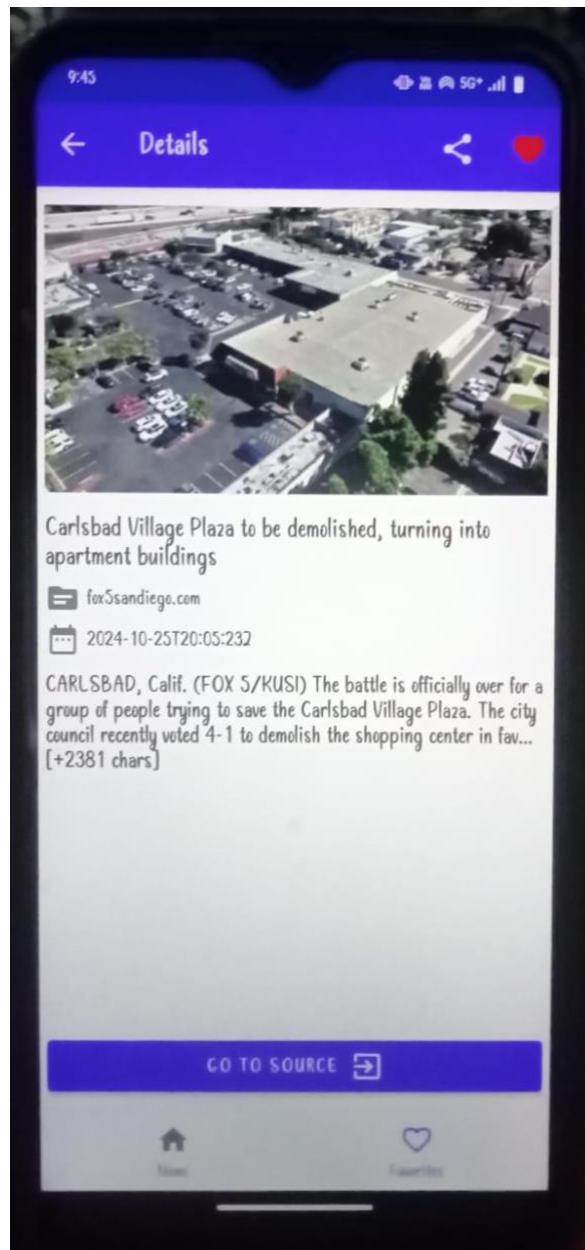 9:45
5G+
Details
Carlsbad Village Plaza to be demolished, turning into
apartment buildings
fox5sandiego.com
2024-10-25T20:05:23Z
CARLSBAD, Calif. (FOX 5/KUSI) The battle is officially over for a
group of people trying to save the Carlsbad Village Plaza. The city
council recently voted 4-1 to demolish the shopping center in fav...
[+2381 chars]
GO TO SOURCE
Favorites